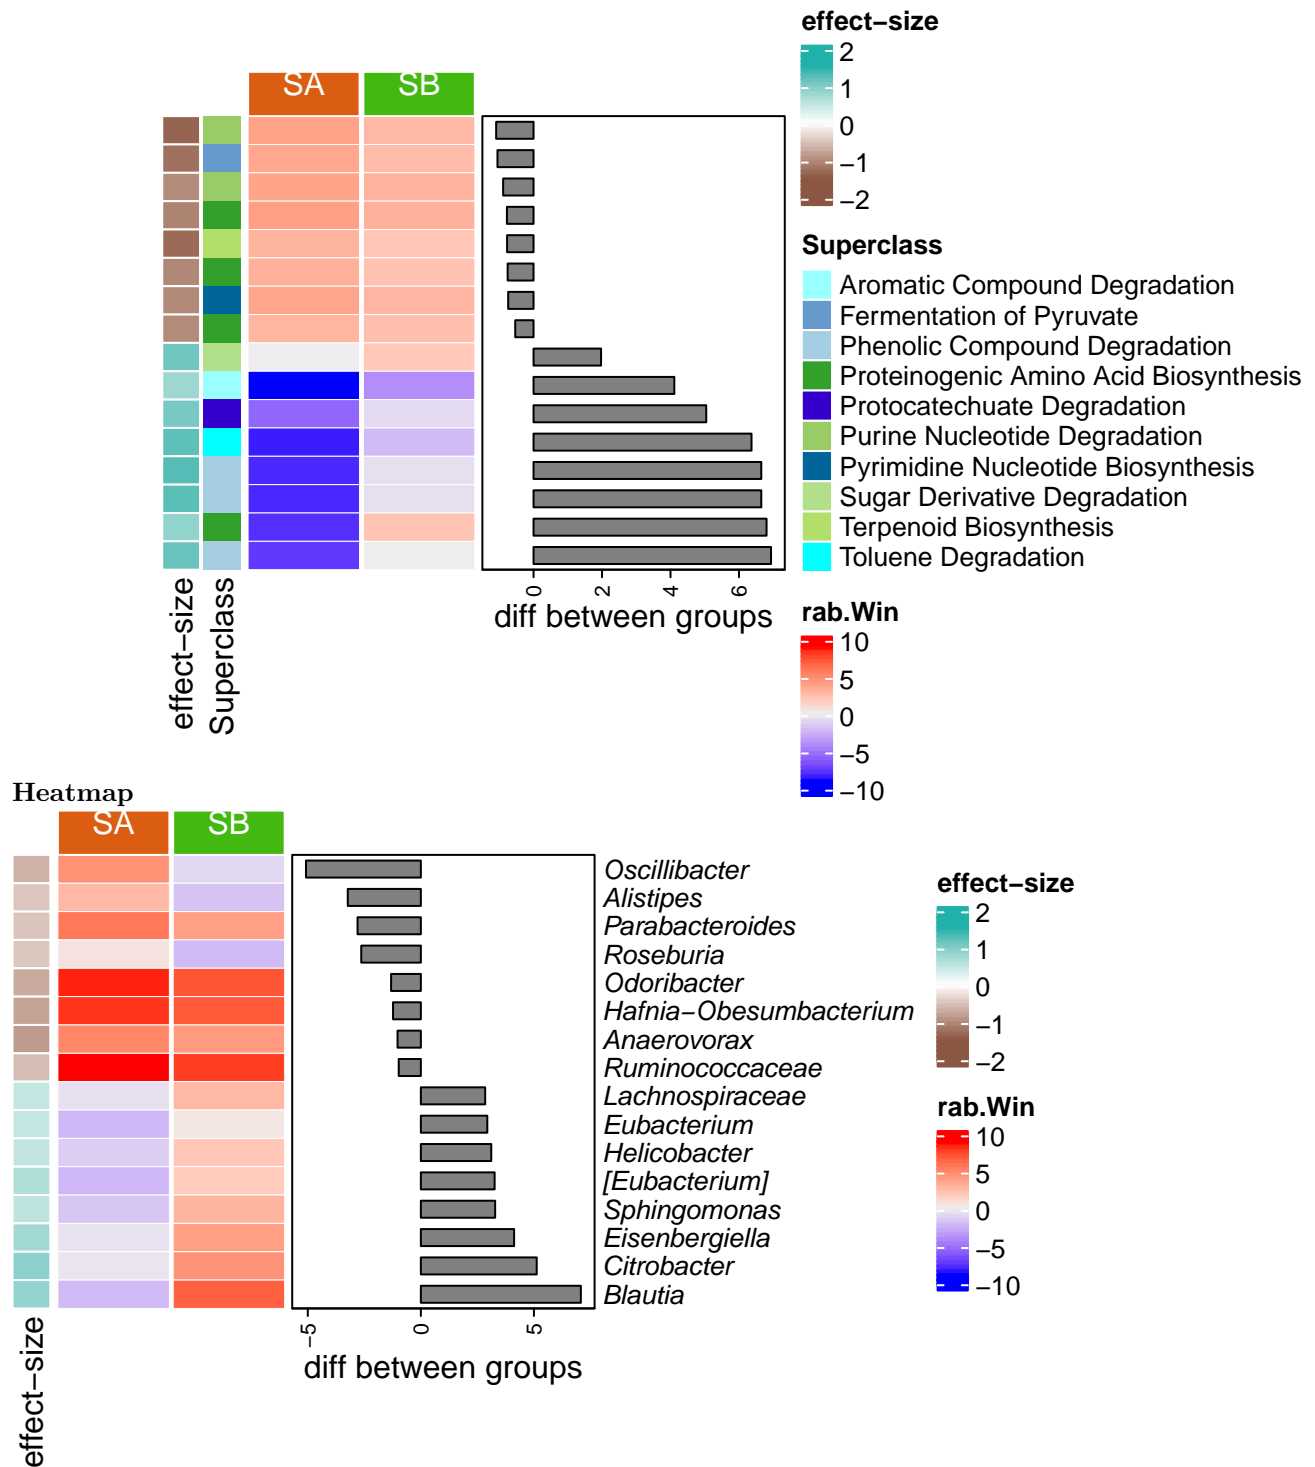 effect−size
2
1
0
−1
−2
SA
SB
Superclass
Aromatic Compound Degradation
Fermentation of Pyruvate
Phenolic Compound Degradation
Proteinogenic Amino Acid Biosynthesis
Protocatechuate Degradation
Purine Nucleotide Degradation
Pyrimidine Nucleotide Biosynthesis
Sugar Derivative Degradation
Terpenoid Biosynthesis
Toluene Degradation
0 2 4 6
diff between groups
effect−size
Superclass
rab.Win
10
5
0
−5
−10
Heatmap
SA
SB
Oscillibacter
Alistipes
Parabacteroides
Roseburia
Odoribacter
Hafnia−Obesumbacterium
Anaerovorax
Ruminococcaceae
Lachnospiraceae
Eubacterium
Helicobacter
[Eubacterium]
Sphingomonas
Eisenbergiella
Citrobacter
Blautia
−5 0 5
diff between groups
effect−size
effect−size
2
1
0
−1
−2
rab.Win
10
5
0
−5
−10